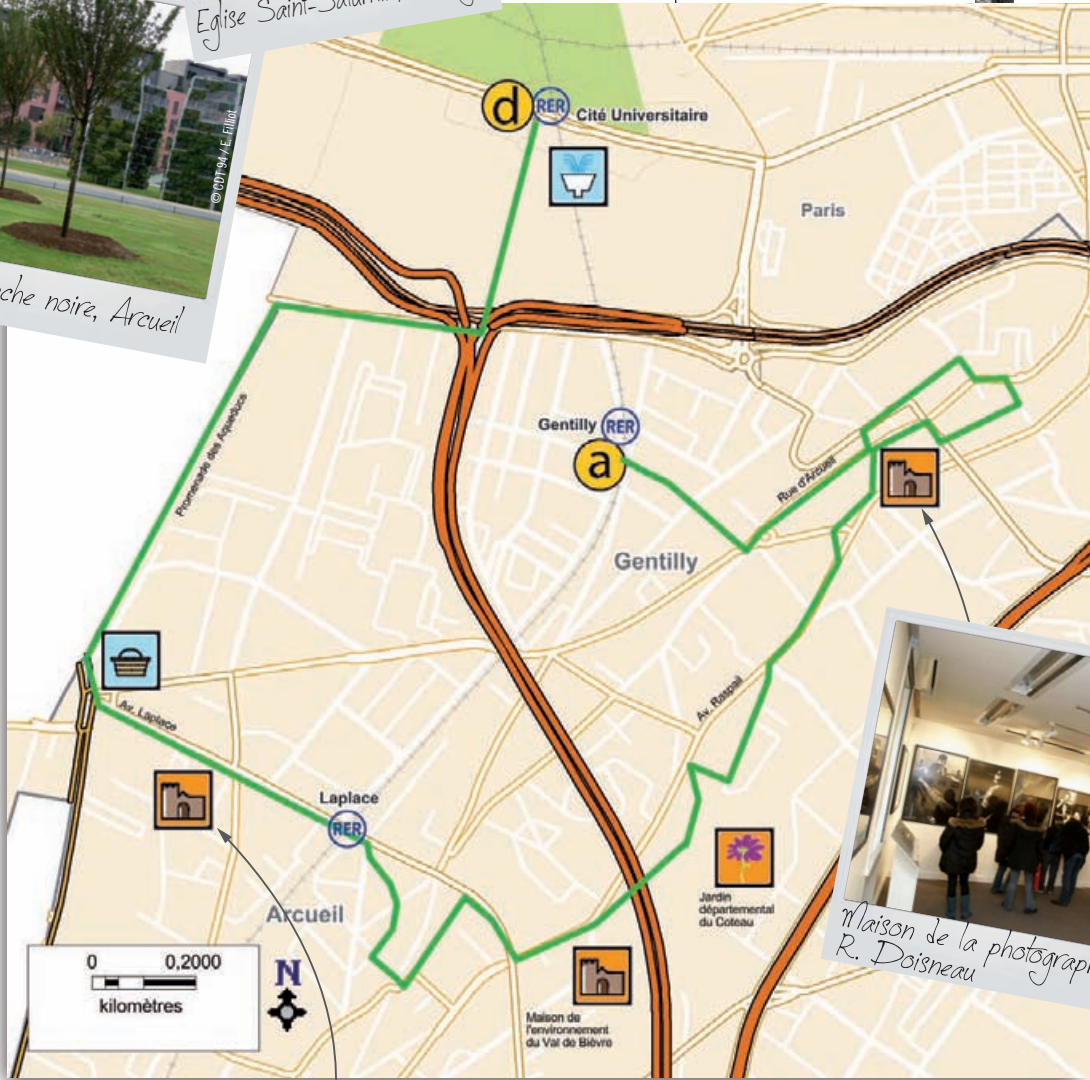 Eglise Saint-
© CDT 94 / E. Filliol
che noire, Arcueil
d
RER
Cité Universitaire
Paris
Promenade des Aqueducs
Gentilly
RER
a
Rue d'Arcueil
Gentilly
Av. Laplace
Av. Raspail
Laplace
RER
Arcueil
Jardin
départemental
du Coteau
Maison de la photograp
R. Doisneau
0 0,2000
kilomètres
N
Maison de
l'environnement
du Val de Bièvre